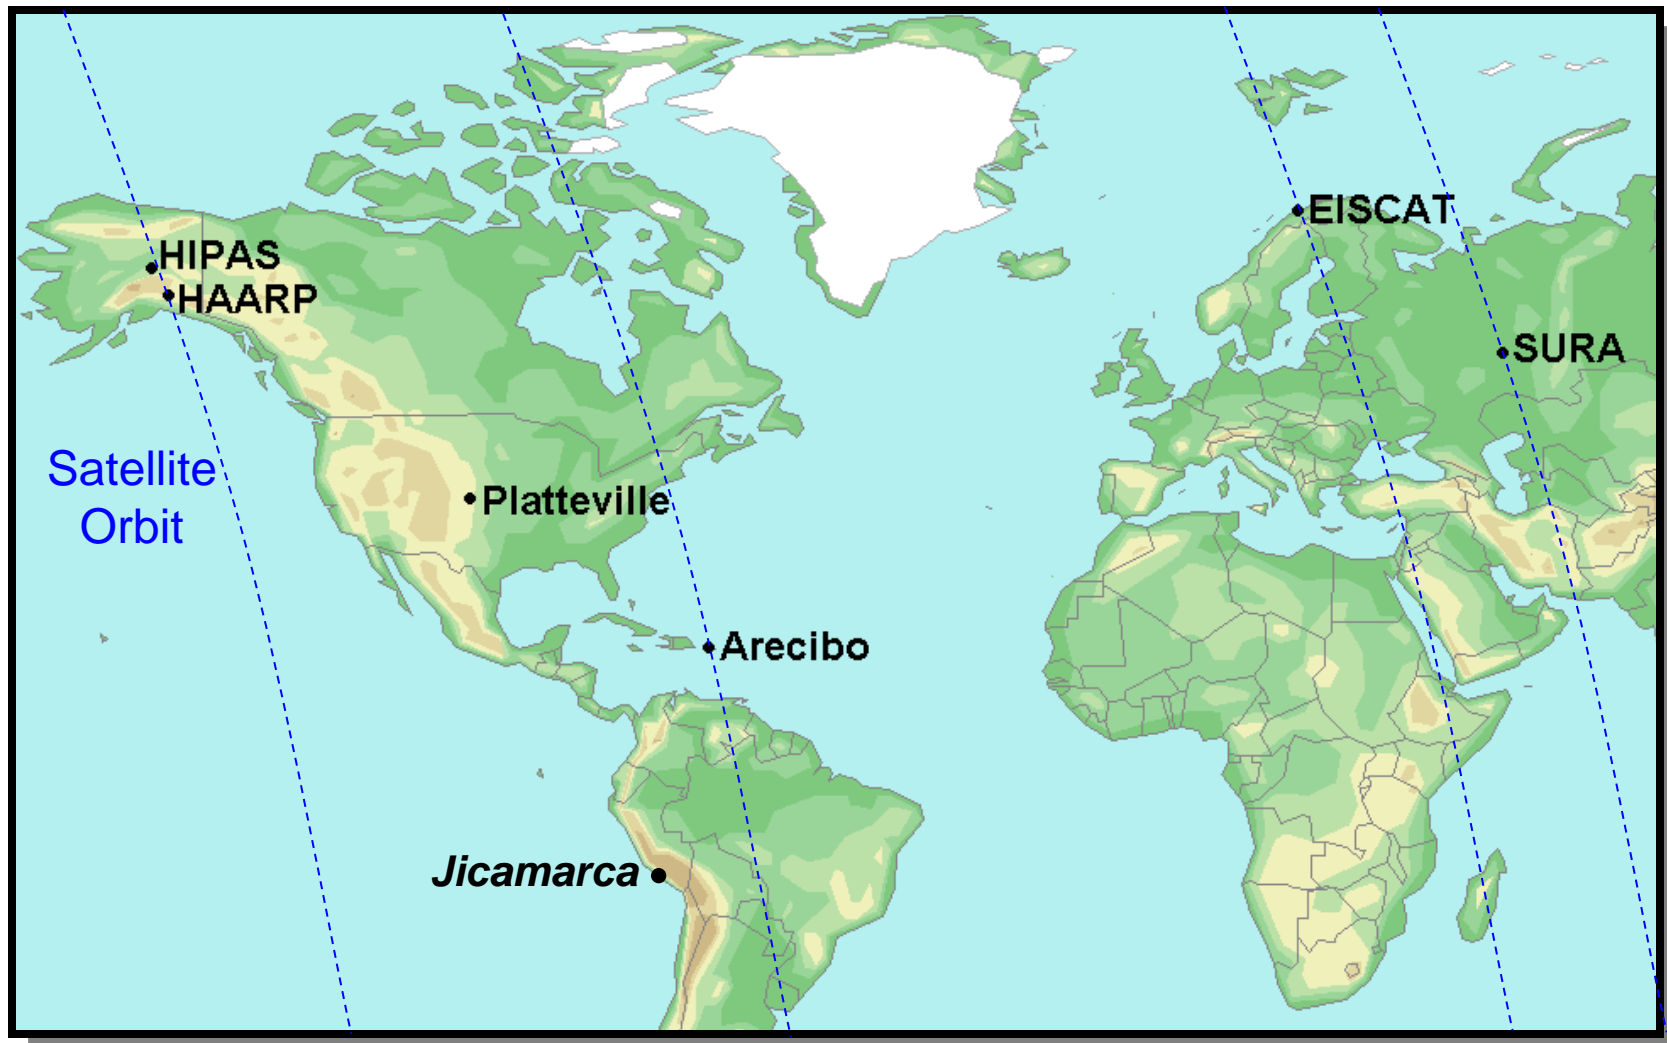 EISCAT
HIPAS
HAARP
SURA
Satellite
Orbit
Platteville
Arecibo
Jicamarca